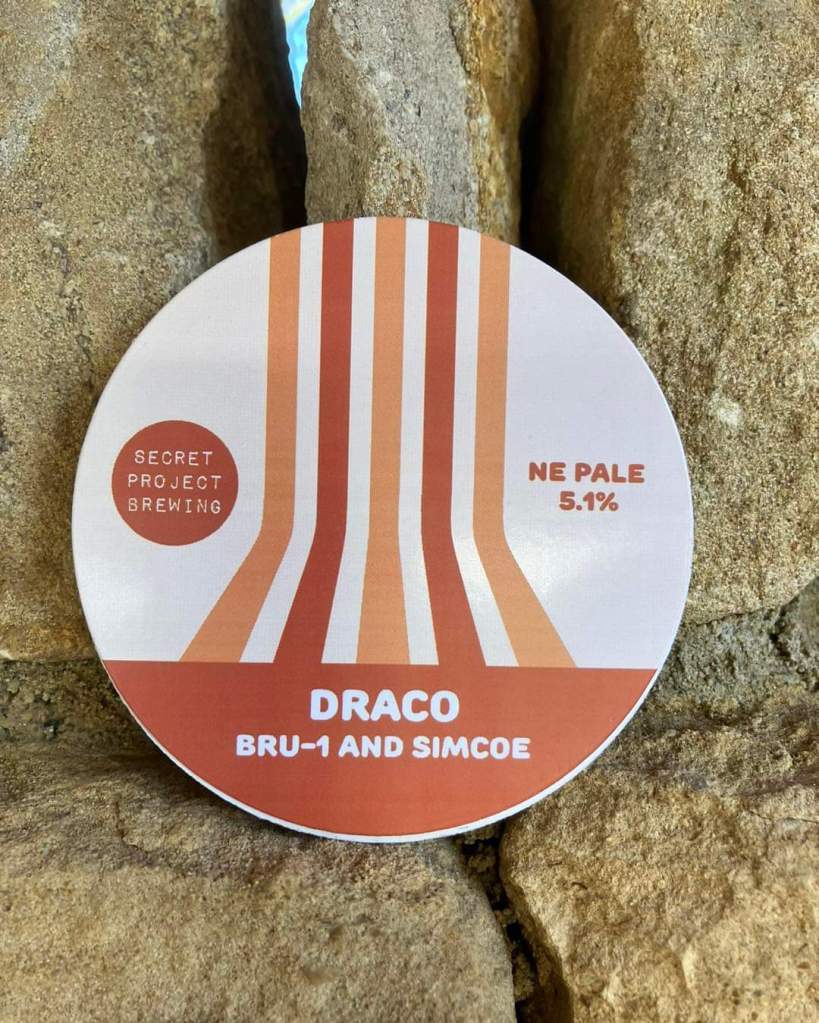 SECRET
PROJECT
BREWING
NE PALE
5.1%
DRACO
BRU-1 AND SIMCOE